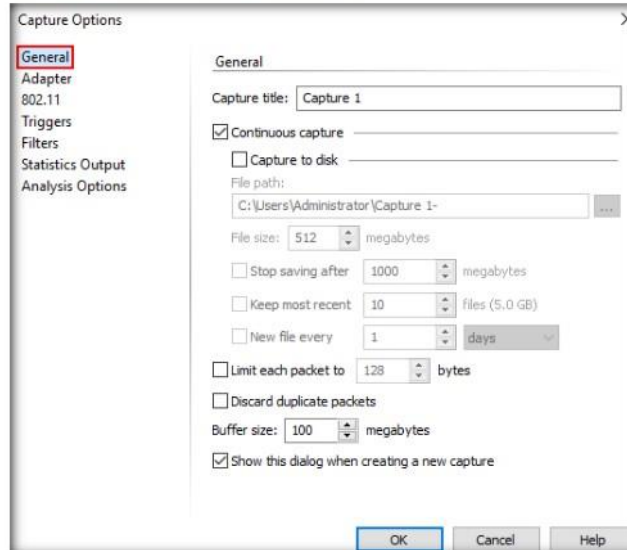 Capture Options
General
Adapter
802.11
Triggers
Filters
Statistics Output
Analysis Options
General
Capture title: Capture 1
Continuous capture
Capture to disk
File path:
C:\Users\Administrator\Capture 1-
...
File size: 512 megabytes
Stop saving after 1000 megabytes
Keep most recent 10 files (5.0 GB)
New file every 1 days
Limit each packet to 128 bytes
Discard duplicate packets
Buffer size: 100 megabytes
Show this dialog when creating a new capture
OK Cancel Help